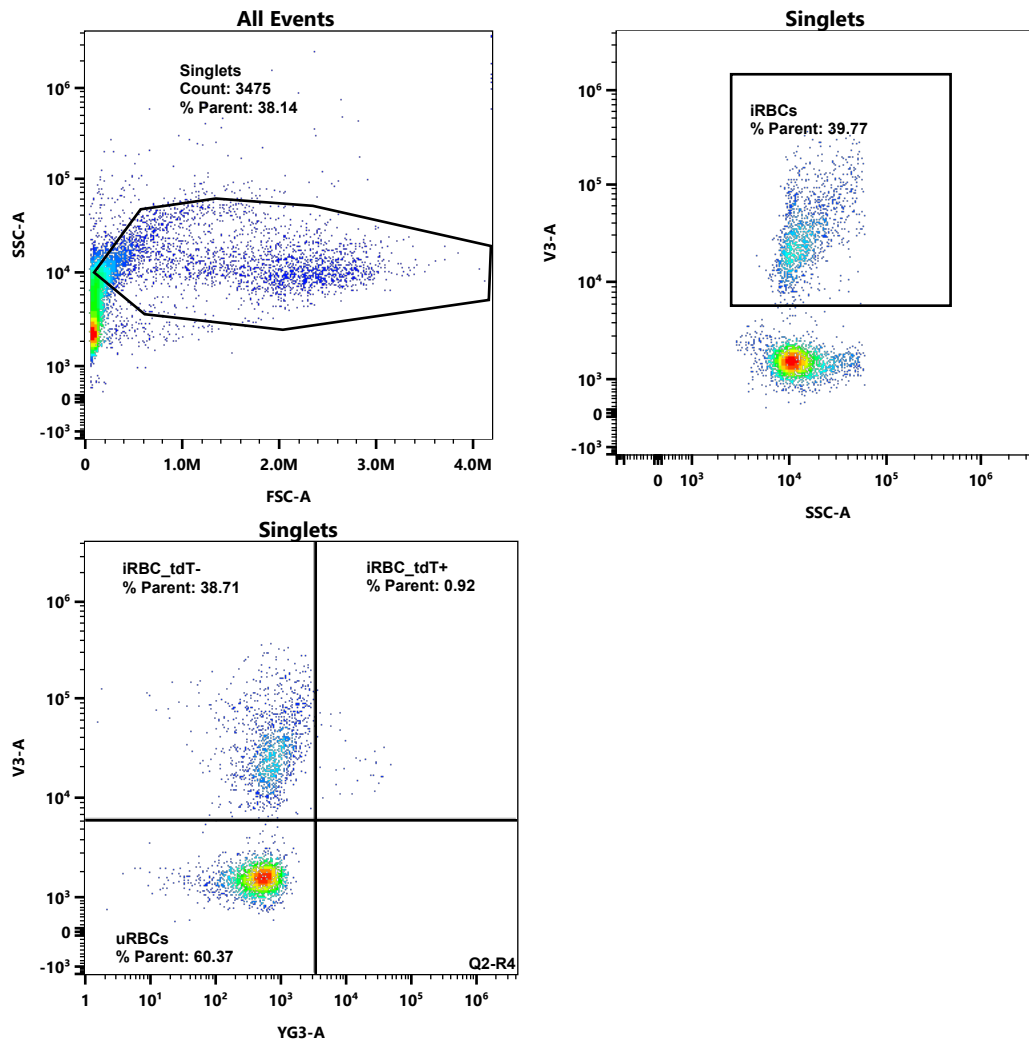 All Events
Singlets
Count: 3475
% Parent: 38.14
10⁶
10⁵
10⁴
10³
0
-10³
SSC-A
0
1.0M
2.0M
3.0M
4.0M
FSC-A
Singlets
iRBCs
% Parent: 39.77
10⁶
10⁵
10⁴
10³
0
-10³
V3-A
0
10³
10⁴
10⁵
10⁶
SSC-A
Singlets
iRBC_tdT-
% Parent: 38.71
iRBC_tdT+
% Parent: 0.92
uRBCs
% Parent: 60.37
Q2-R4
10⁶
10⁵
10⁴
10³
0
-10³
V3-A
1
10¹
10²
10³
10⁴
10⁵
10⁶
YG3-A